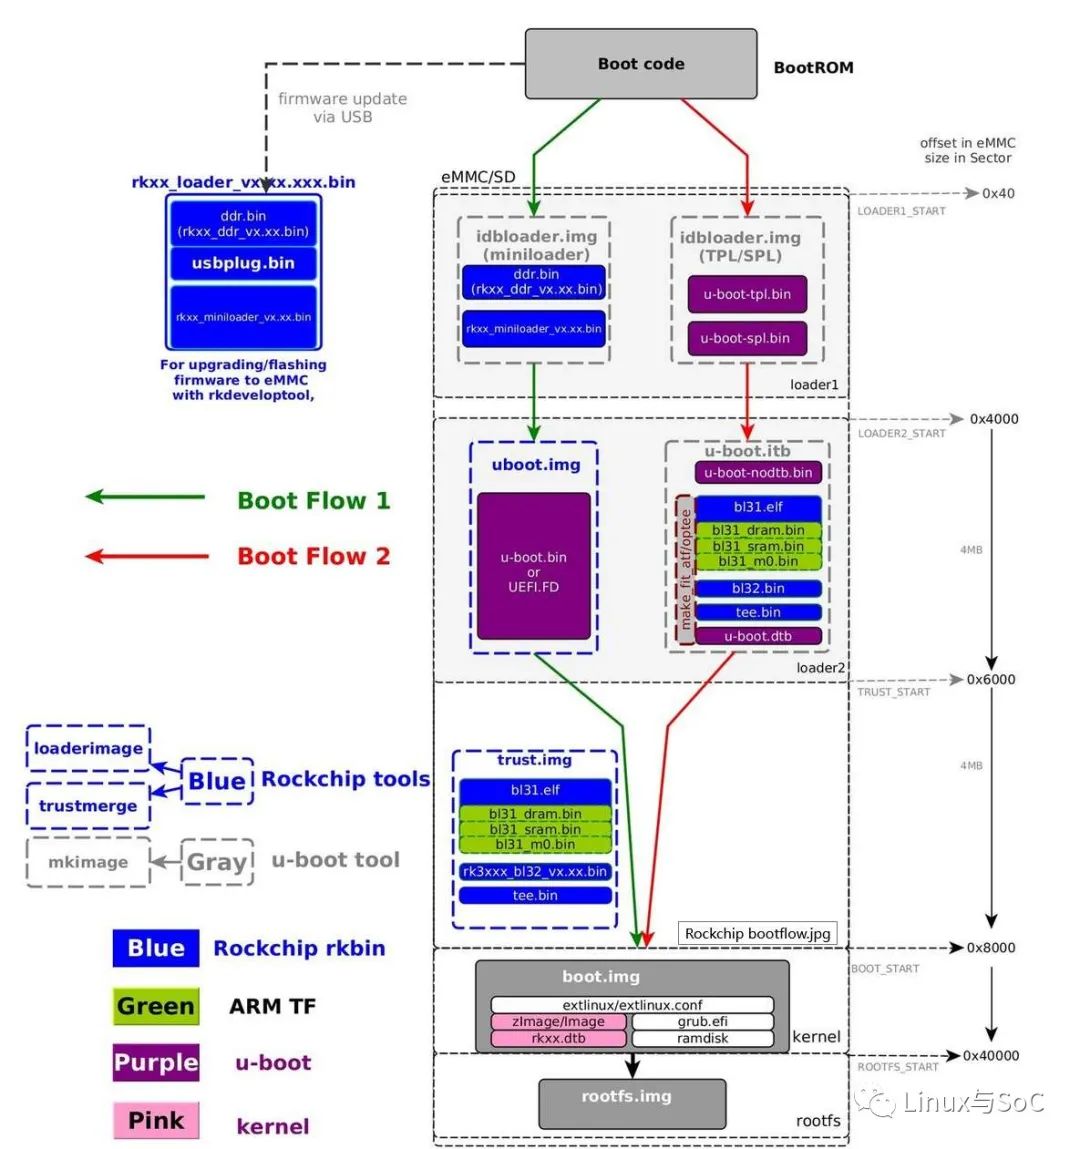 Boot code
BootROM
firmware update
via USB
offset in eMMC
size in Sector
rkxx_loader_vx.xx.xxx.bin
ddr.bin
(rkxx_ddr_vx.xx.bin)
usbplug.bin
rkxx_miniloader_vx.xx.bin
For upgrading/flashing
firmware to eMMC
with rkdeveloptool,
eMMC/SD
0x40
LOADER1_START
idbloader.img
(miniloader)
ddr.bin
(rkxx_ddr_vx.xx.bin)
rkxx_miniloader_vx.xx.bin
idbloader.img
(TPL/SPL)
u-boot-tpl.bin
u-boot-spl.bin
loader1
0x4000
LOADER2_START
uboot.img
u-boot.bin
or
UEFI.FD
u-boot.itb
u-boot-nodtb.bin
make_fit_atf/optee
bl31.elf
bl31_dram.bin
bl31_sram.bin
bl31_m0.bin
bl32.bin
tee.bin
u-boot.dtb
loader2
4MB
0x6000
TRUST_START
Boot Flow 1
Boot Flow 2
4MB
loaderimage
trustmerge
Blue
Rockchip tools
mkimage
Gray
u-boot tool
trust.img
bl31.elf
bl31_dram.bin
bl31_sram.bin
bl31_m0.bin
rk3xxx_bl32_vx.xx.bin
tee.bin
Rockchip bootflow.jpg
0x8000
BOOT_START
Blue
Rockchip rkbin
Green
ARM TF
Purple
u-boot
Pink
kernel
boot.img
extlinux/extlinux.conf
zImage/Image
grub.efi
rkxx.dtb
ramdisk
kernel
0x40000
ROOTFS_START
rootfs.img
rootfs
Linux与SoC